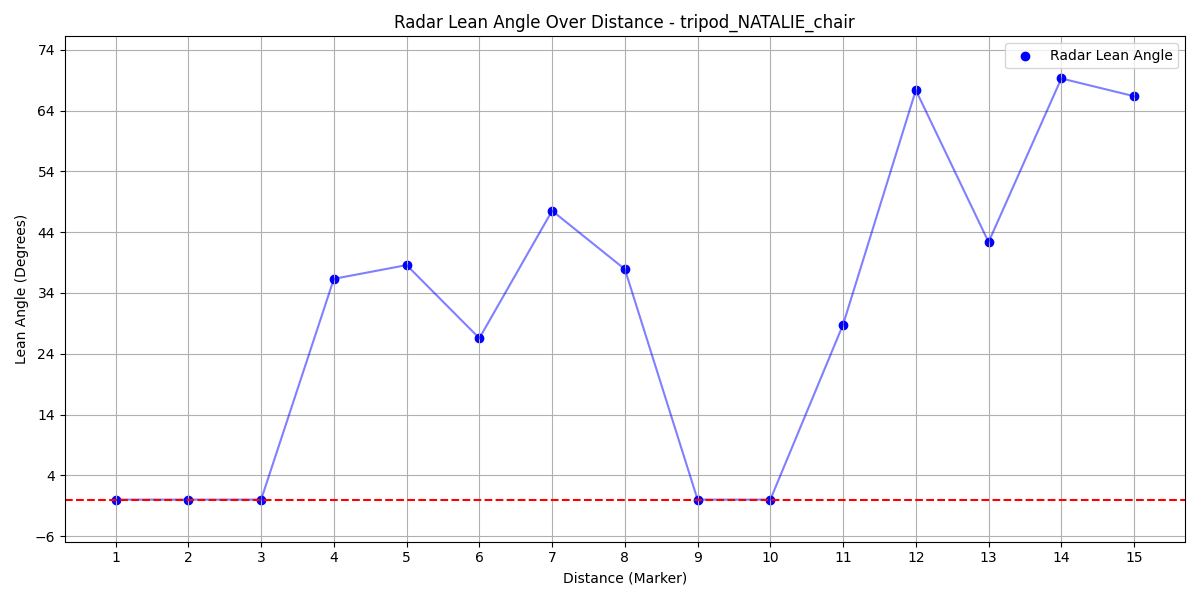 Radar Lean Angle Over Distance - tripod_NATALIE_chair
Radar Lean Angle
74
64
54
44
34
24
14
4
−6
Lean Angle (Degrees)
1 2 3 4 5 6 7 8 9 10 11 12 13 14 15
Distance (Marker)